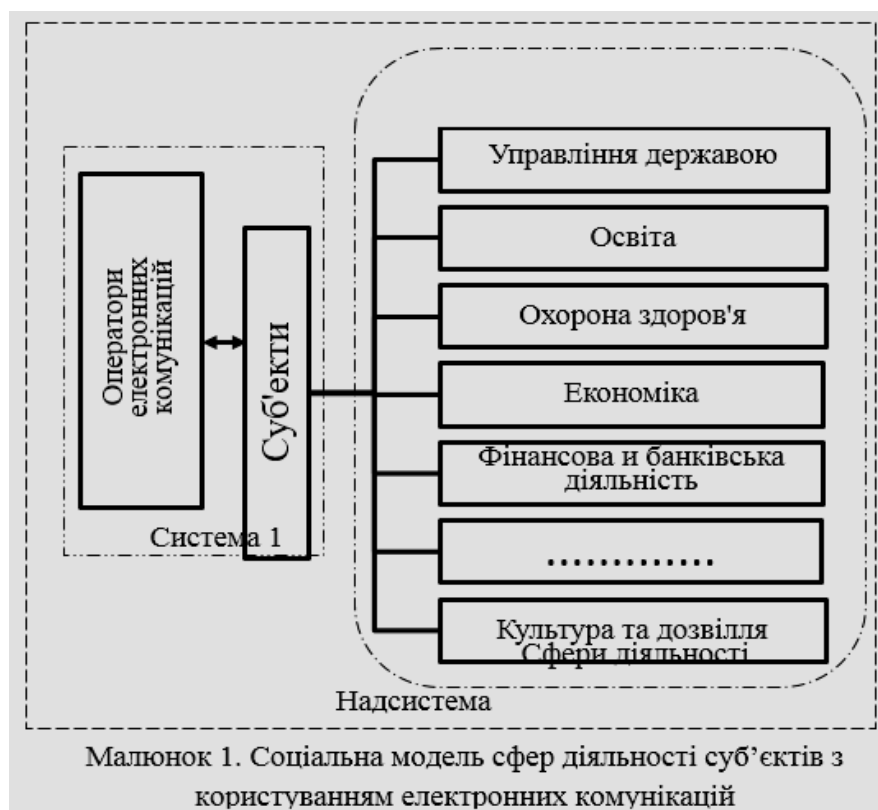 Оператори
електронних
комунікацій
Суб'екти
Система 1
Управління державою
Освіта
Охорона здоров'я
Економіка
Фінансова и банківська
діяльність
.............
Культура та дозвілля
Сфери діяльності
Надсистема
Малюнок 1. Соціальна модель сфер діяльності суб’єктів з
користуванням електронних комунікацій